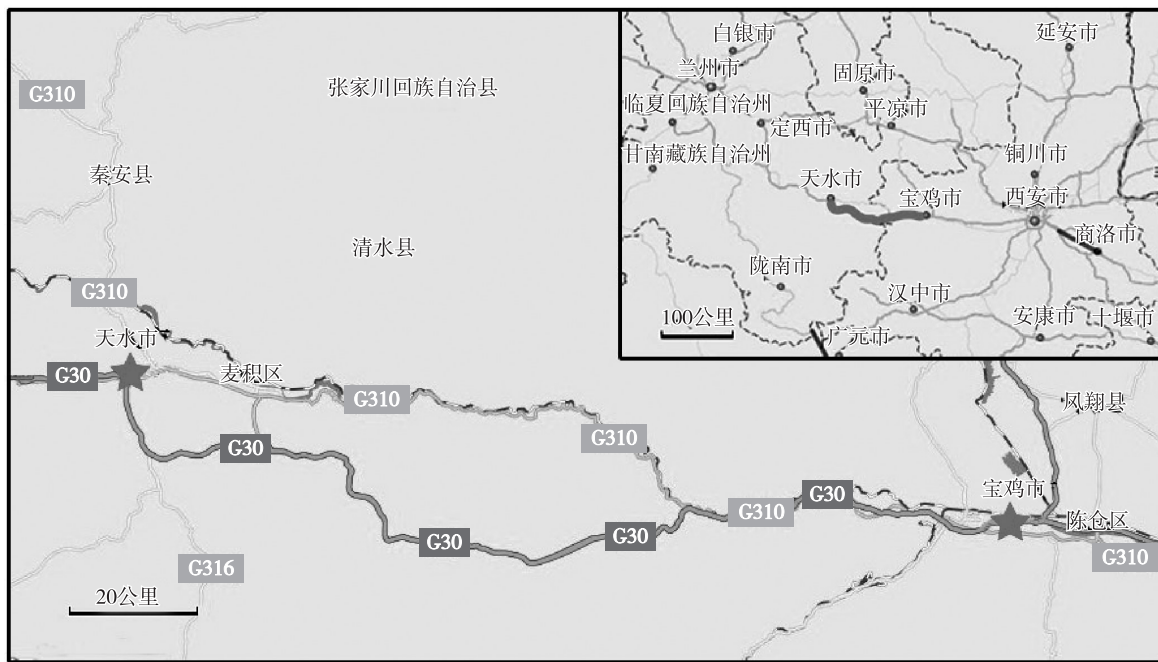 白银市
延安市
兰州市
固原市
临夏回族自治州
定西市
平凉市
甘南藏族自治州
铜川市
天水市
宝鸡市
西安市
商洛市
陇南市
汉中市
安康市
十堰市
广元市
100公里
G310
张家川回族自治县
秦安县
清水县
G310
天水市
G30
麦积区
G310
凤翔县
G310
G30
宝鸡市
G30
G310
陈仓区
G30
G30
G310
G316
20公里